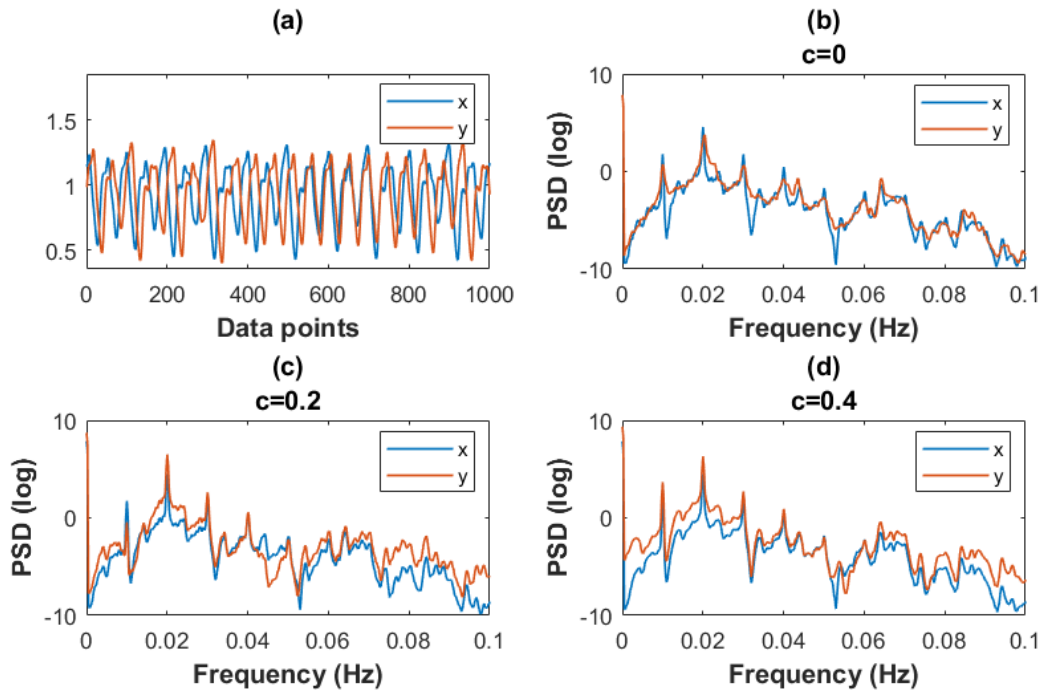 (a)
x
y
1.5
1
0.5
0 200 400 600 800 1000
Data points
(b)
c=0
x
y
10
0
-10
PSD (log)
0 0.02 0.04 0.06 0.08 0.1
Frequency (Hz)
(c)
c=0.2
x
y
10
0
-10
PSD (log)
0 0.02 0.04 0.06 0.08 0.1
Frequency (Hz)
(d)
c=0.4
x
y
10
0
-10
PSD (log)
0 0.02 0.04 0.06 0.08 0.1
Frequency (Hz)